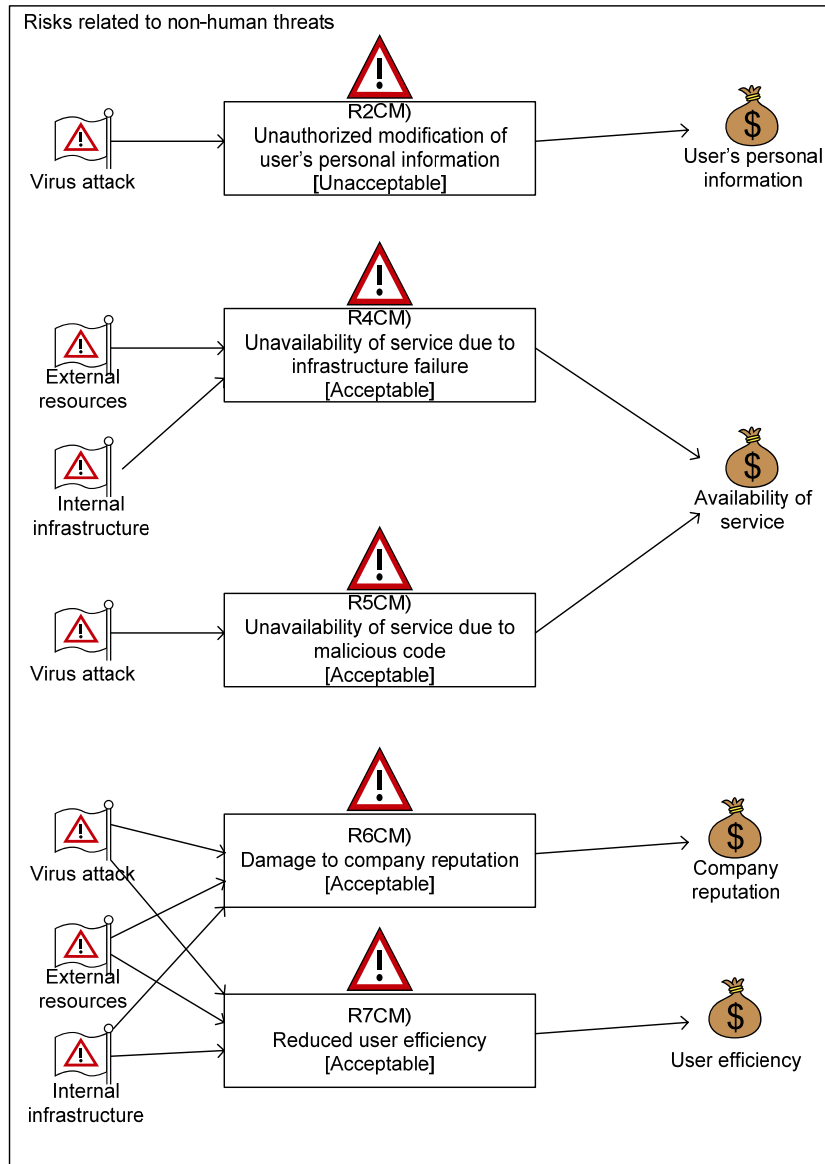 Risks related to non-human threats
R2CM)
Unauthorized modification of
user's personal information
[Unacceptable]
Virus attack
$
User's personal
information
R4CM)
Unavailability of service due to
infrastructure failure
[Acceptable]
External
resources
Internal
infrastructure
$
Availability of
service
R5CM)
Unavailability of service due to
malicious code
[Acceptable]
Virus attack
R6CM)
Damage to company reputation
[Acceptable]
Virus attack
$
Company
reputation
External
resources
R7CM)
Reduced user efficiency
[Acceptable]
Internal
infrastructure
$
User efficiency